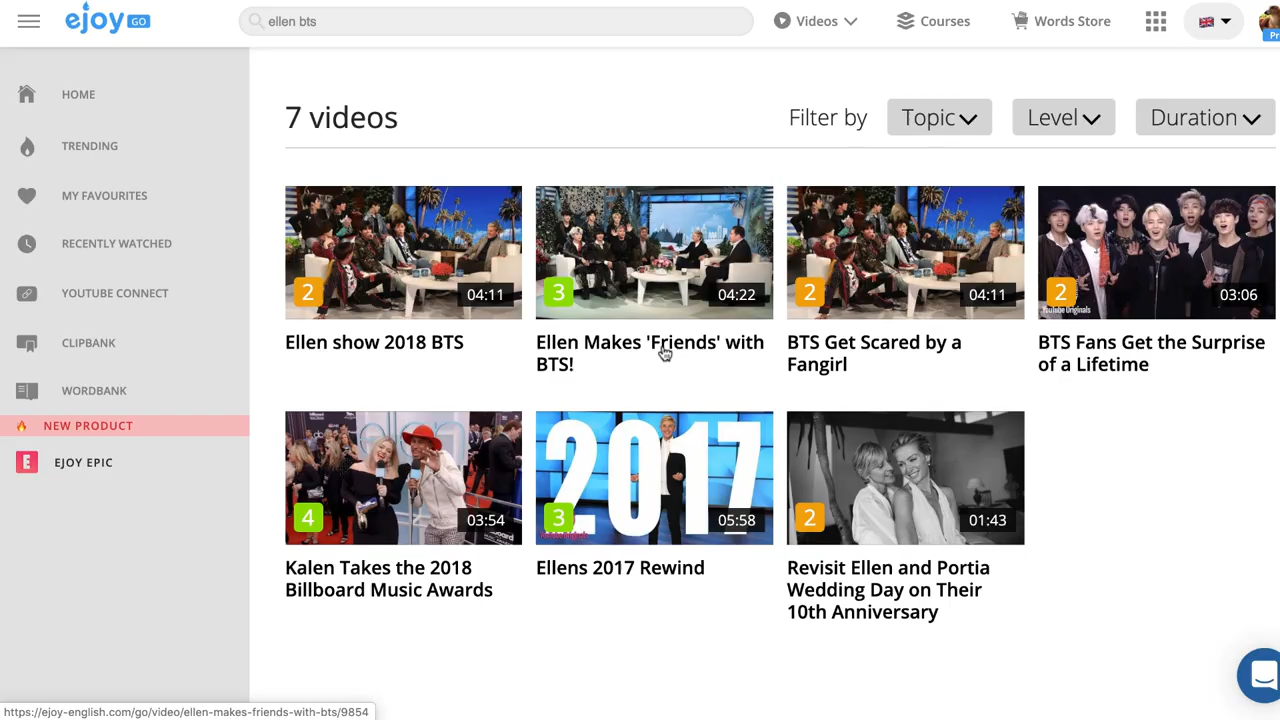 ejoy GO
ellen bts
Videos
Courses
Words Store
Pr
HOME
TRENDING
MY FAVOURITES
RECENTLY WATCHED
YOUTUBE CONNECT
CLIPBANK
WORDBANK
NEW PRODUCT
E EJOY EPIC
7 videos
Filter by
Topic
Level
Duration
2
04:11
3
04:22
2
04:11
2
YouTube Originals
03:06
Ellen show 2018 BTS
Ellen Makes 'Friends' with
BTS!
BTS Get Scared by a
Fangirl
BTS Fans Get the Surprise
of a Lifetime
ellen
4
03:54
2017
3
05:58
2
01:43
Kalen Takes the 2018
Billboard Music Awards
Ellens 2017 Rewind
Revisit Ellen and Portia
Wedding Day on Their
10th Anniversary
https://ejoy-english.com/go/video/ellen-makes-friends-with-bts/9854